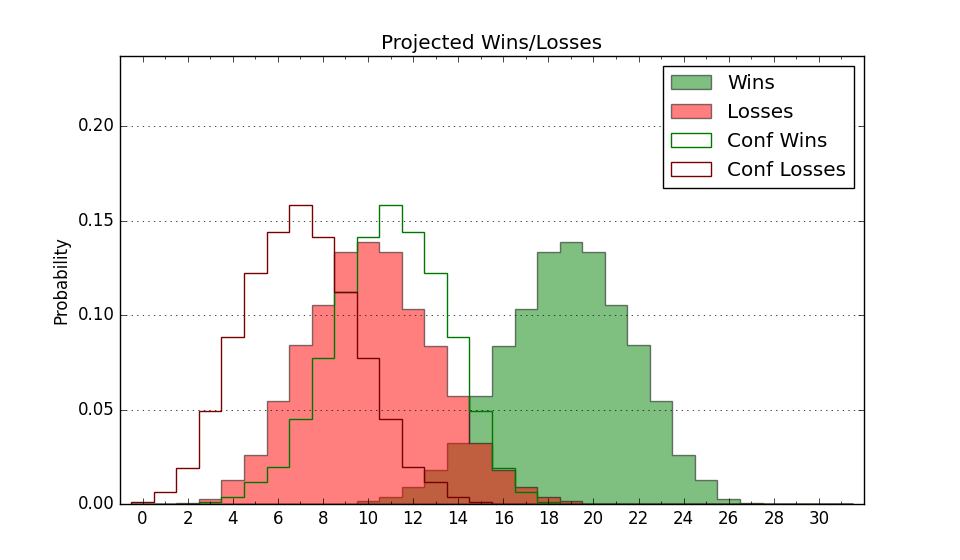 Projected Wins/Losses
Wins
Losses
Conf Wins
Conf Losses
Probability
0.20
0.15
0.10
0.05
0.00
0 2 4 6 8 10 12 14 16 18 20 22 24 26 28 30